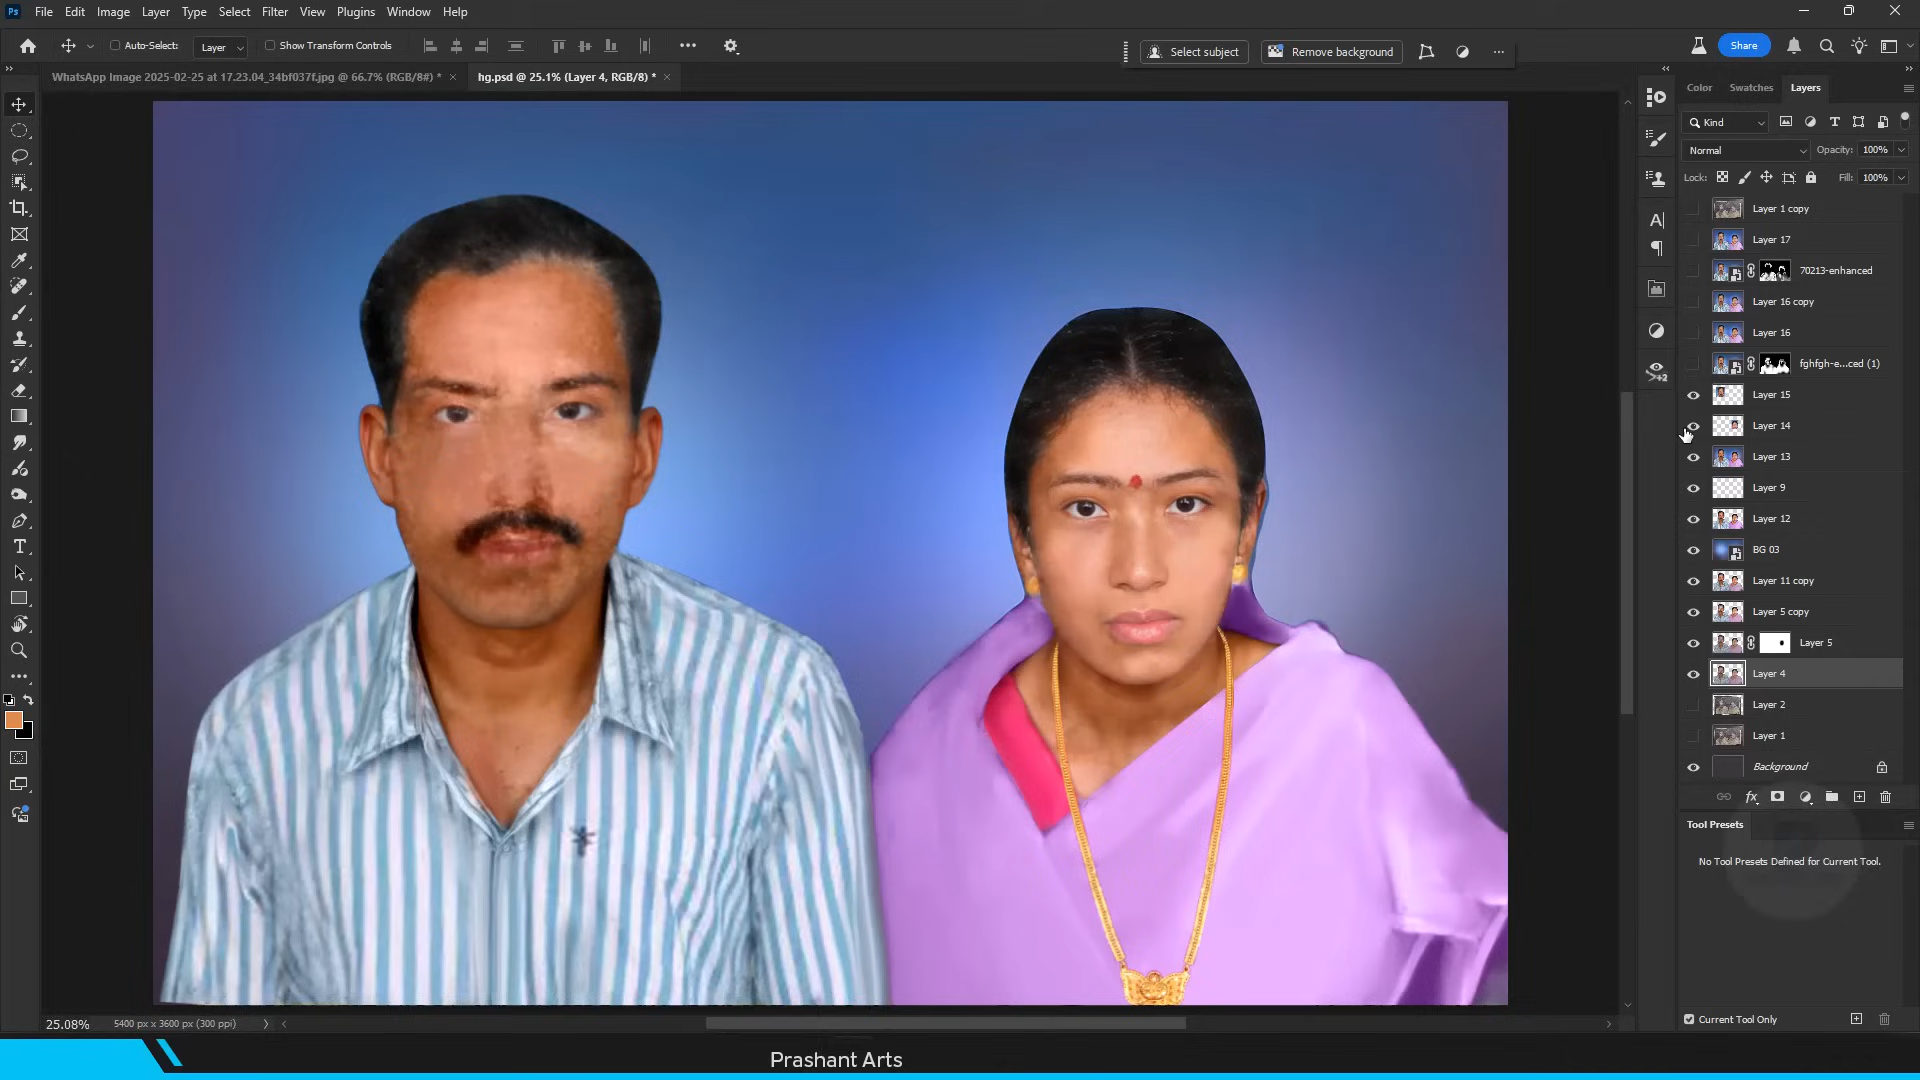 Ps File Edit Image Layer Type Select Filter View Plugins Window Help
Auto-Select: Layer Show Transform Controls
Select subject Remove background Share
WhatsApp Image 2025-02-25 at 17.23.04_34bf037f.jpg @ 66.7% (RGB/8#) * hg.psd @ 25.1% (Layer 4, RGB/8) *
Color Swatches Layers
Kind
Normal Opacity: 100%
Lock: Fill: 100%
Layer 1 copy
Layer 17
70213-enhanced
Layer 16 copy
Layer 16
fghfgh-e...ced (1)
Layer 15
Layer 14
Layer 13
Layer 9
Layer 12
BG 03
Layer 11 copy
Layer 5 copy
Layer 5
Layer 4
Layer 2
Layer 1
Background
Tool Presets
No Tool Presets Defined for Current Tool.
Current Tool Only
25.08% 5400 px x 3600 px (300 ppi)
Prashant Arts